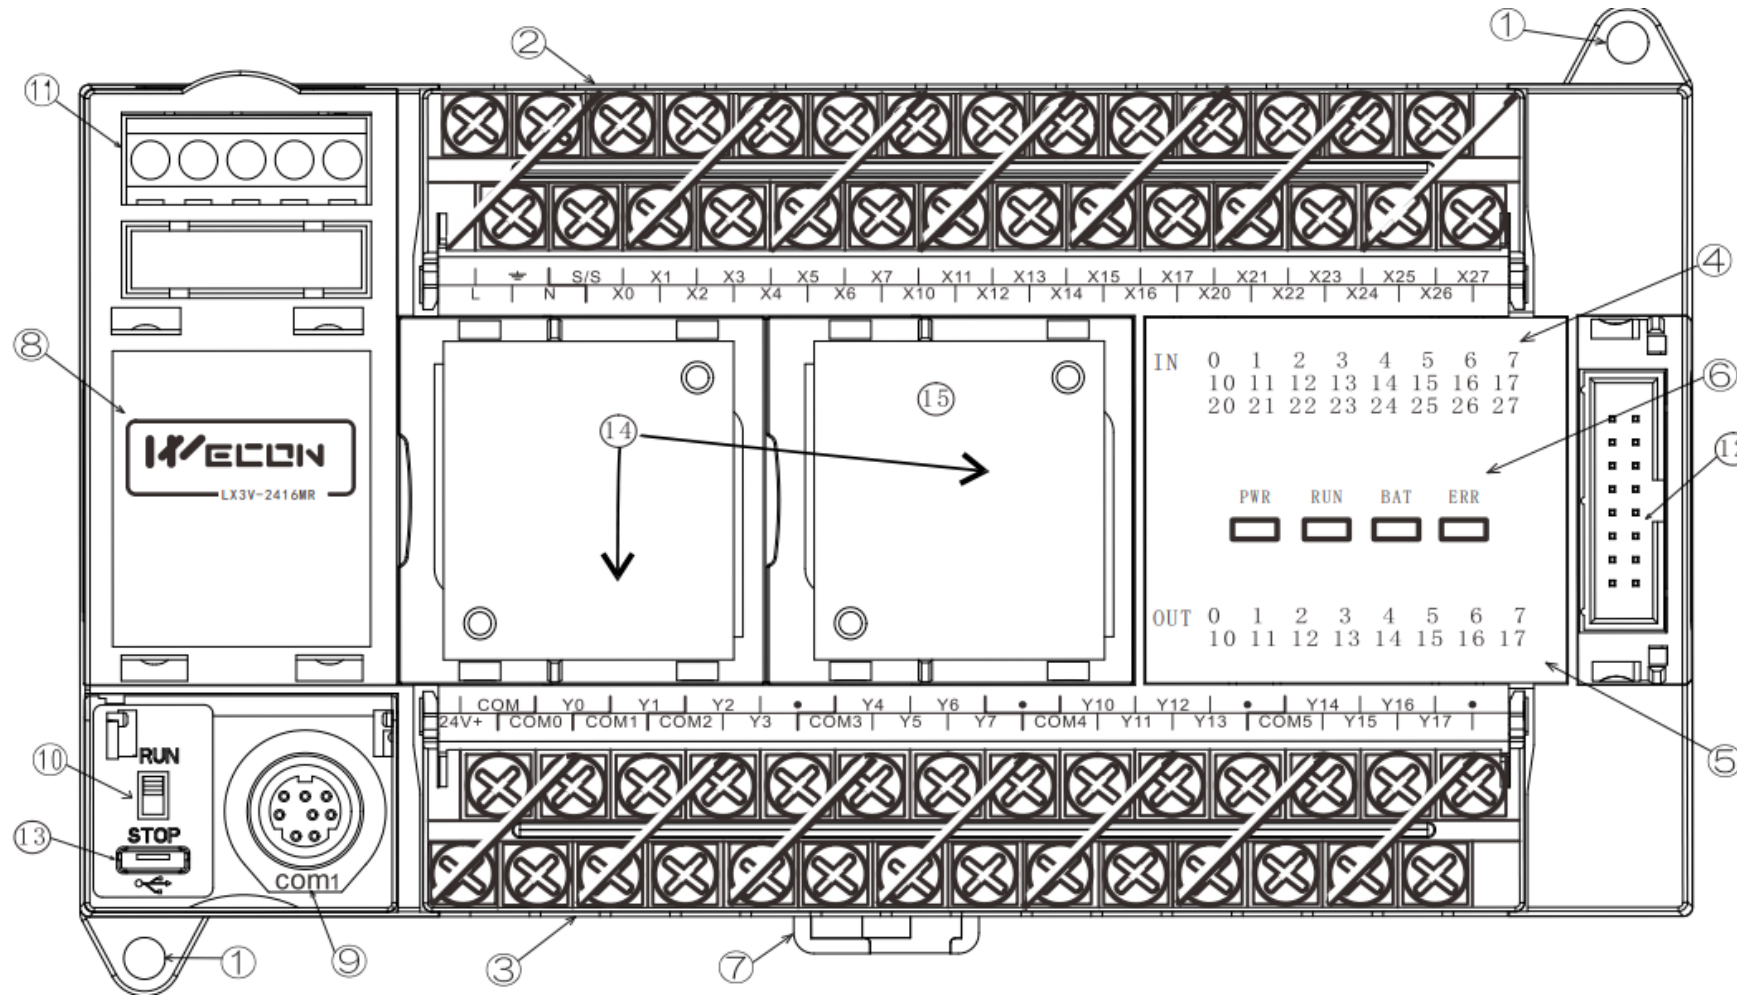 ①
②
⑪
S/S X1 X3 X5 X7 X11 X13 X15 X17 X21 X23 X25 X27
L N X0 X2 X4 X6 X10 X12 X14 X16 X20 X22 X24 X26
④
⑧
IN 0 1 2 3 4 5 6 7
10 11 12 13 14 15 16 17
20 21 22 23 24 25 26 27
⑥
⑮
⑭
WECON
LX3V-2416MR
PWR RUN BAT ERR
OUT 0 1 2 3 4 5 6 7
10 11 12 13 14 15 16 17
COM Y0 Y1 Y2 • Y4 Y6 • Y10 Y12 • Y14 Y16 •
24V+ COM0 COM1 COM2 Y3 COM3 Y5 Y7 COM4 Y11 Y13 COM5 Y15 Y17
⑤
⑩
RUN
STOP
⑬
com1
①
⑨
③
⑦